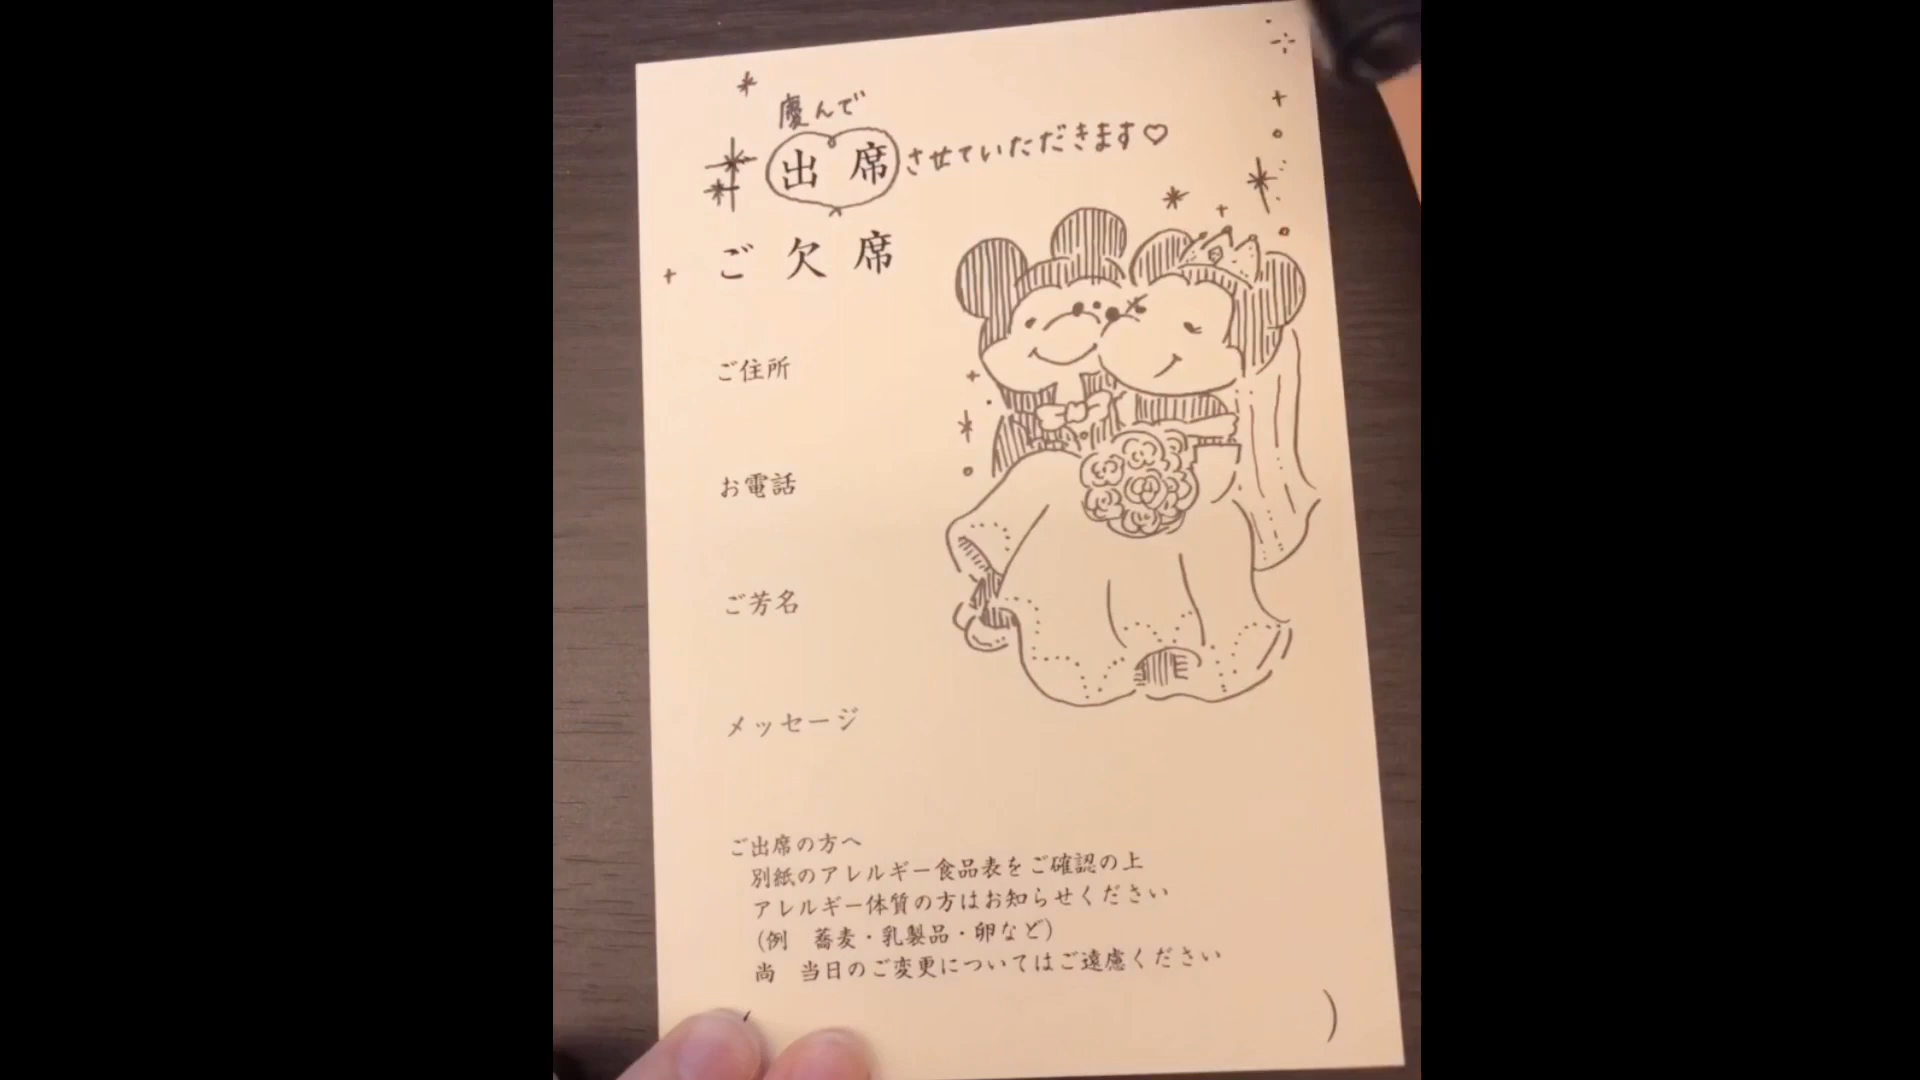 慶んで
出席させていただきます♡
ご欠席
ご住所
お電話
ご芳名
メッセージ
ご出席の方へ
別紙のアレルギー食品表をご確認の上
アレルギー体質の方はお知らせください
(例　蕎麦・乳製品・卵など)
尚　当日のご変更についてはご遠慮ください
(　)